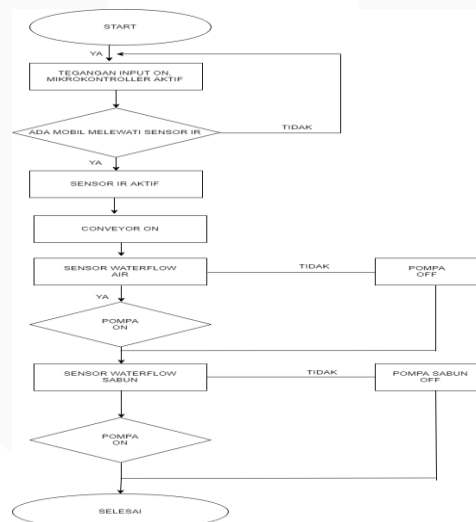 START
YA
TEGANGAN INPUT ON,
MIKROKONTROLLER AKTIF
ADA MOBIL MELEWATI SENSOR IR
TIDAK
YA
SENSOR IR AKTIF
CONVEYOR ON
SENSOR WATERFLOW
AIR
TIDAK
POMPA
OFF
YA
POMPA
ON
SENSOR WATERFLOW
SABUN
TIDAK
POMPA SABUN
OFF
POMPA
ON
SELESAI